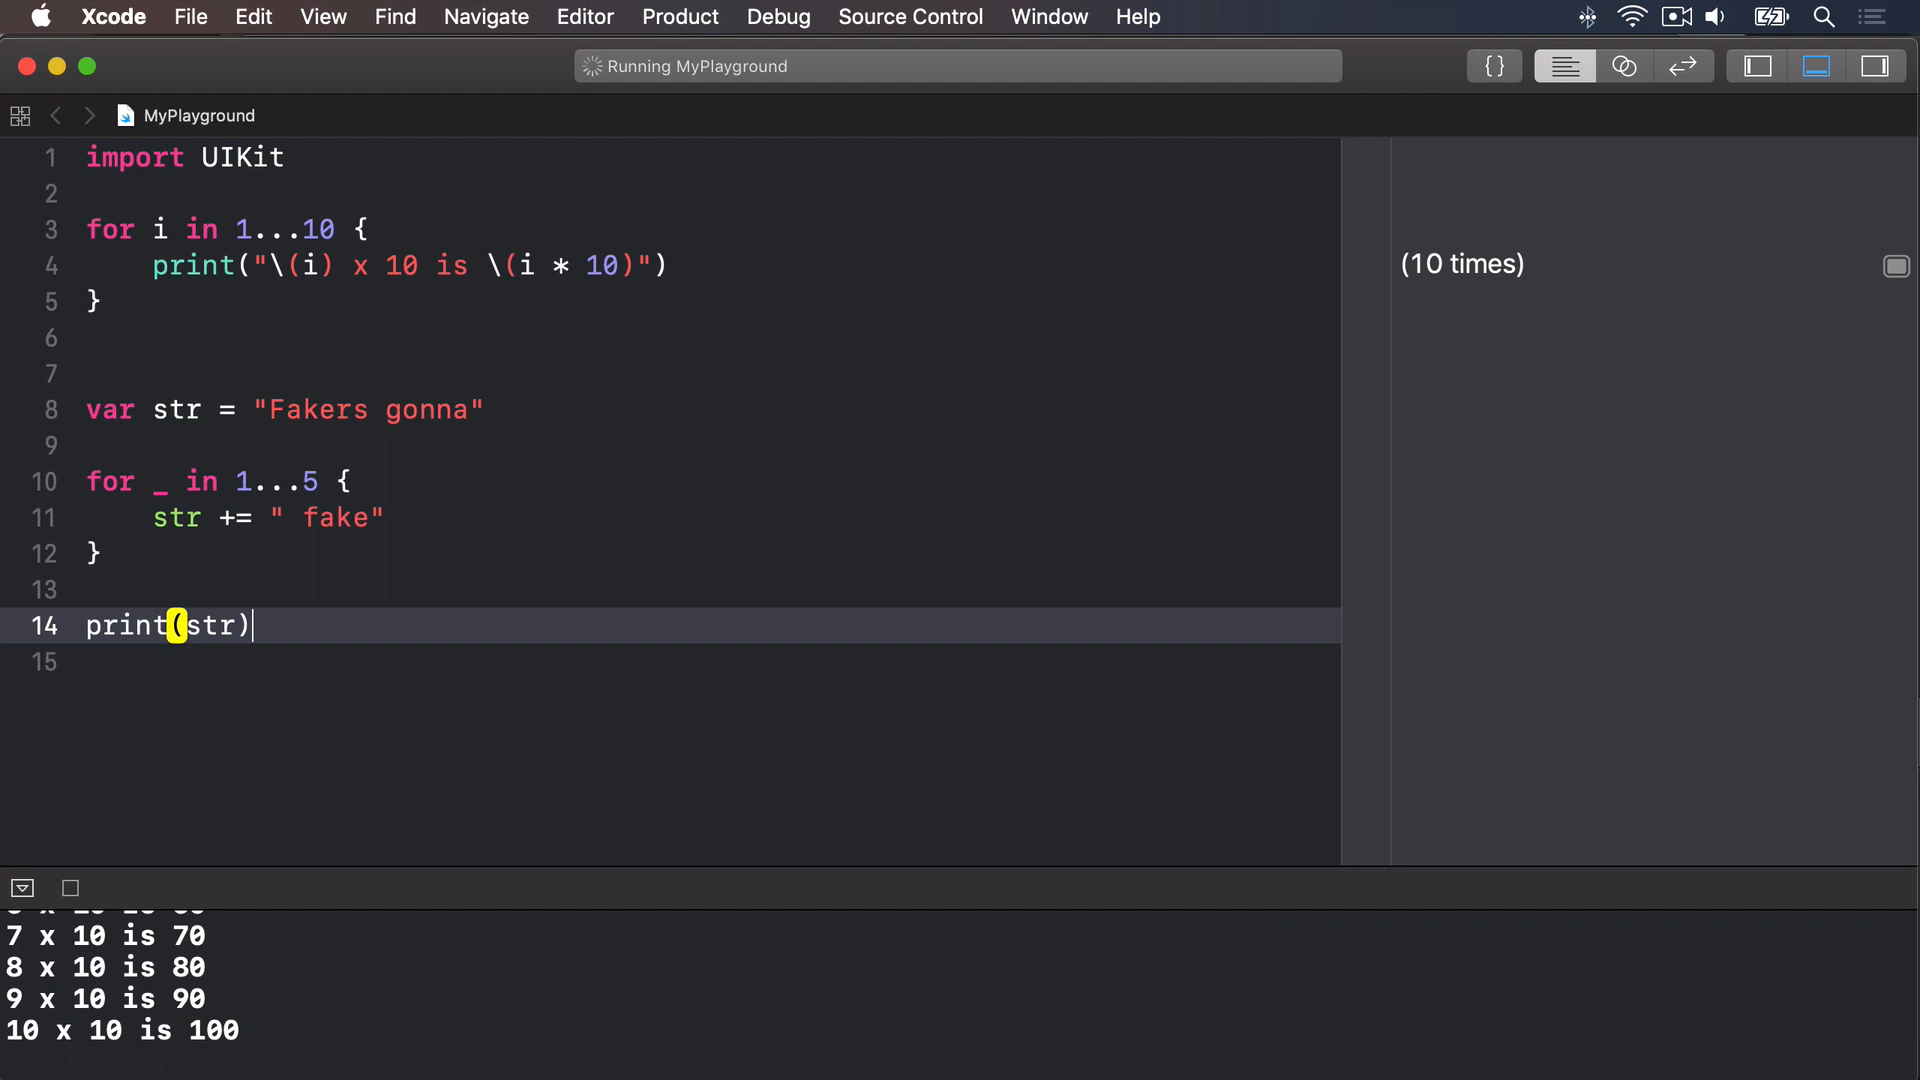 Xcode File Edit View Find Navigate Editor Product Debug Source Control Window Help
Running MyPlayground
{ }
MyPlayground
1 import UIKit
2
3 for i in 1...10 {
4     print("\(i) x 10 is \(i * 10)")
(10 times)
5 }
6
7
8 var str = "Fakers gonna"
9
10 for _ in 1...5 {
11     str += " fake"
12 }
13
14 print(str)
15
7 x 10 is 70
8 x 10 is 80
9 x 10 is 90
10 x 10 is 100